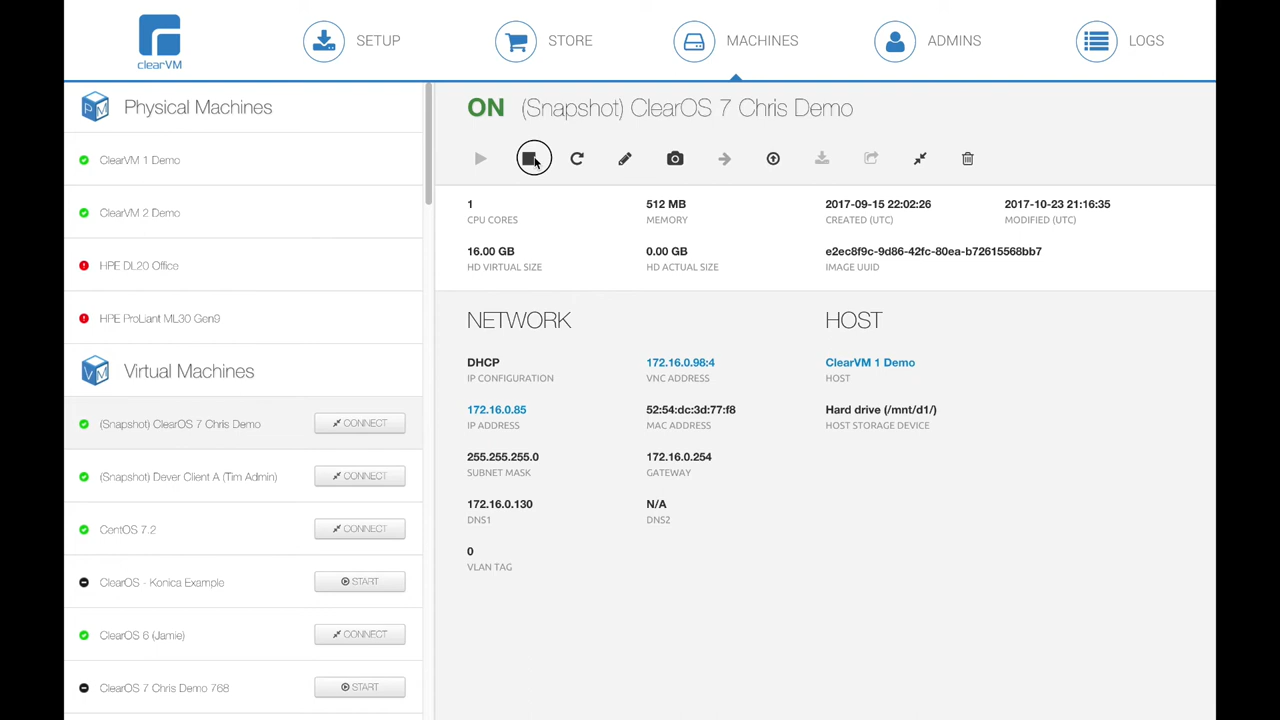 clearVM
SETUP
STORE
MACHINES
ADMINS
LOGS
PM
Physical Machines
ClearVM 1 Demo
ClearVM 2 Demo
HPE DL20 Office
HPE ProLiant ML30 Gen9
VM
Virtual Machines
(Snapshot) ClearOS 7 Chris Demo
CONNECT
(Snapshot) Dever Client A (Tim Admin)
CONNECT
CentOS 7.2
CONNECT
ClearOS - Konica Example
START
ClearOS 6 (Jamie)
CONNECT
ClearOS 7 Chris Demo 768
START
ON (Snapshot) ClearOS 7 Chris Demo
1
CPU CORES
512 MB
MEMORY
2017-09-15 22:02:26
CREATED (UTC)
2017-10-23 21:16:35
MODIFIED (UTC)
16.00 GB
HD VIRTUAL SIZE
0.00 GB
HD ACTUAL SIZE
e2ec8f9c-9d86-42fc-80ea-b72615568bb7
IMAGE UUID
NETWORK
DHCP
IP CONFIGURATION
172.16.0.98:4
VNC ADDRESS
172.16.0.85
IP ADDRESS
52:54:dc:3d:77:f8
MAC ADDRESS
255.255.255.0
SUBNET MASK
172.16.0.254
GATEWAY
172.16.0.130
DNS1
N/A
DNS2
0
VLAN TAG
HOST
ClearVM 1 Demo
HOST
Hard drive (/mnt/d1/)
HOST STORAGE DEVICE